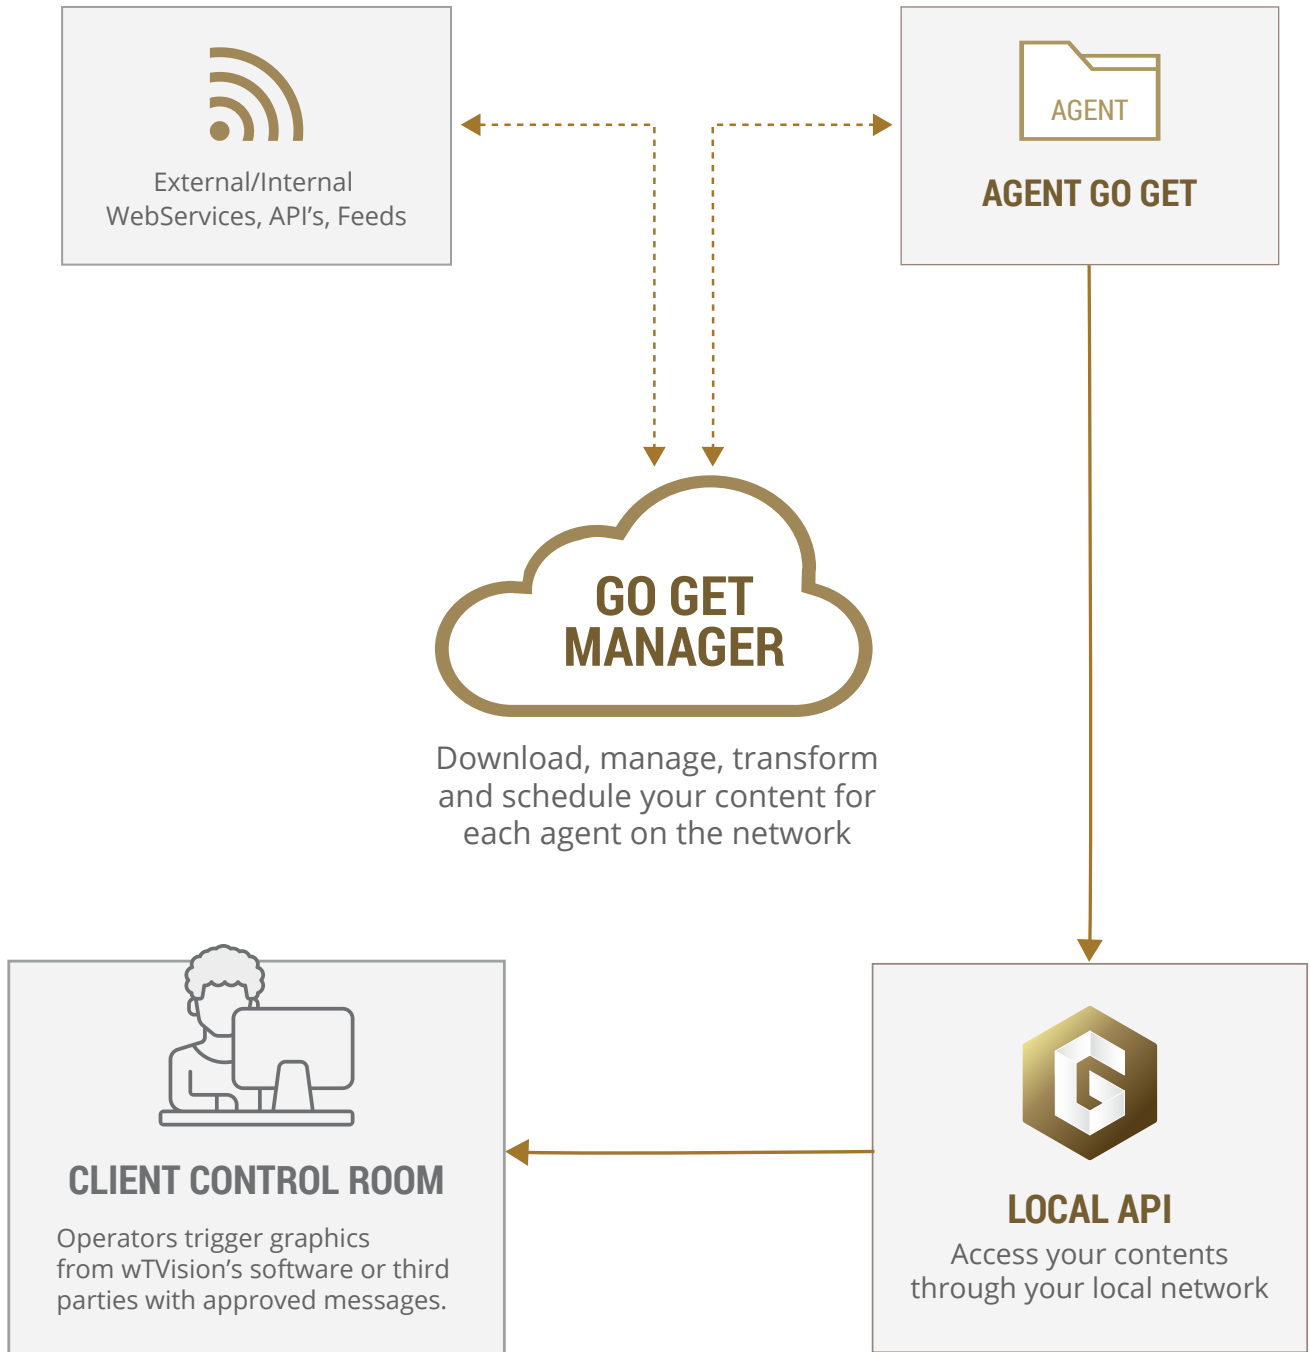 External/Internal
WebServices, API's, Feeds
AGENT
AGENT GO GET
GO GET
MANAGER
Download, manage, transform
and schedule your content for
each agent on the network
CLIENT CONTROL ROOM
Operators trigger graphics
from wTVision's software or third
parties with approved messages.
G
LOCAL API
Access your contents
through your local network